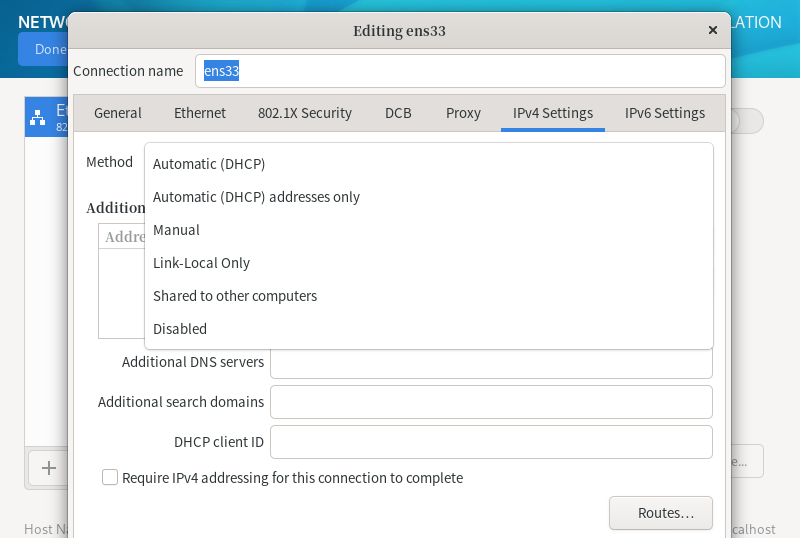 NETWO
LATION
Done
Editing ens33
Connection name ens33
General Ethernet 802.1X Security DCB Proxy IPv4 Settings IPv6 Settings
Method
Automatic (DHCP)
Automatic (DHCP) addresses only
Manual
Link-Local Only
Shared to other computers
Disabled
Addition
Addre
Additional DNS servers
Additional search domains
DHCP client ID
Require IPv4 addressing for this connection to complete
Routes…
Et
82
e...
Host Na
calhost